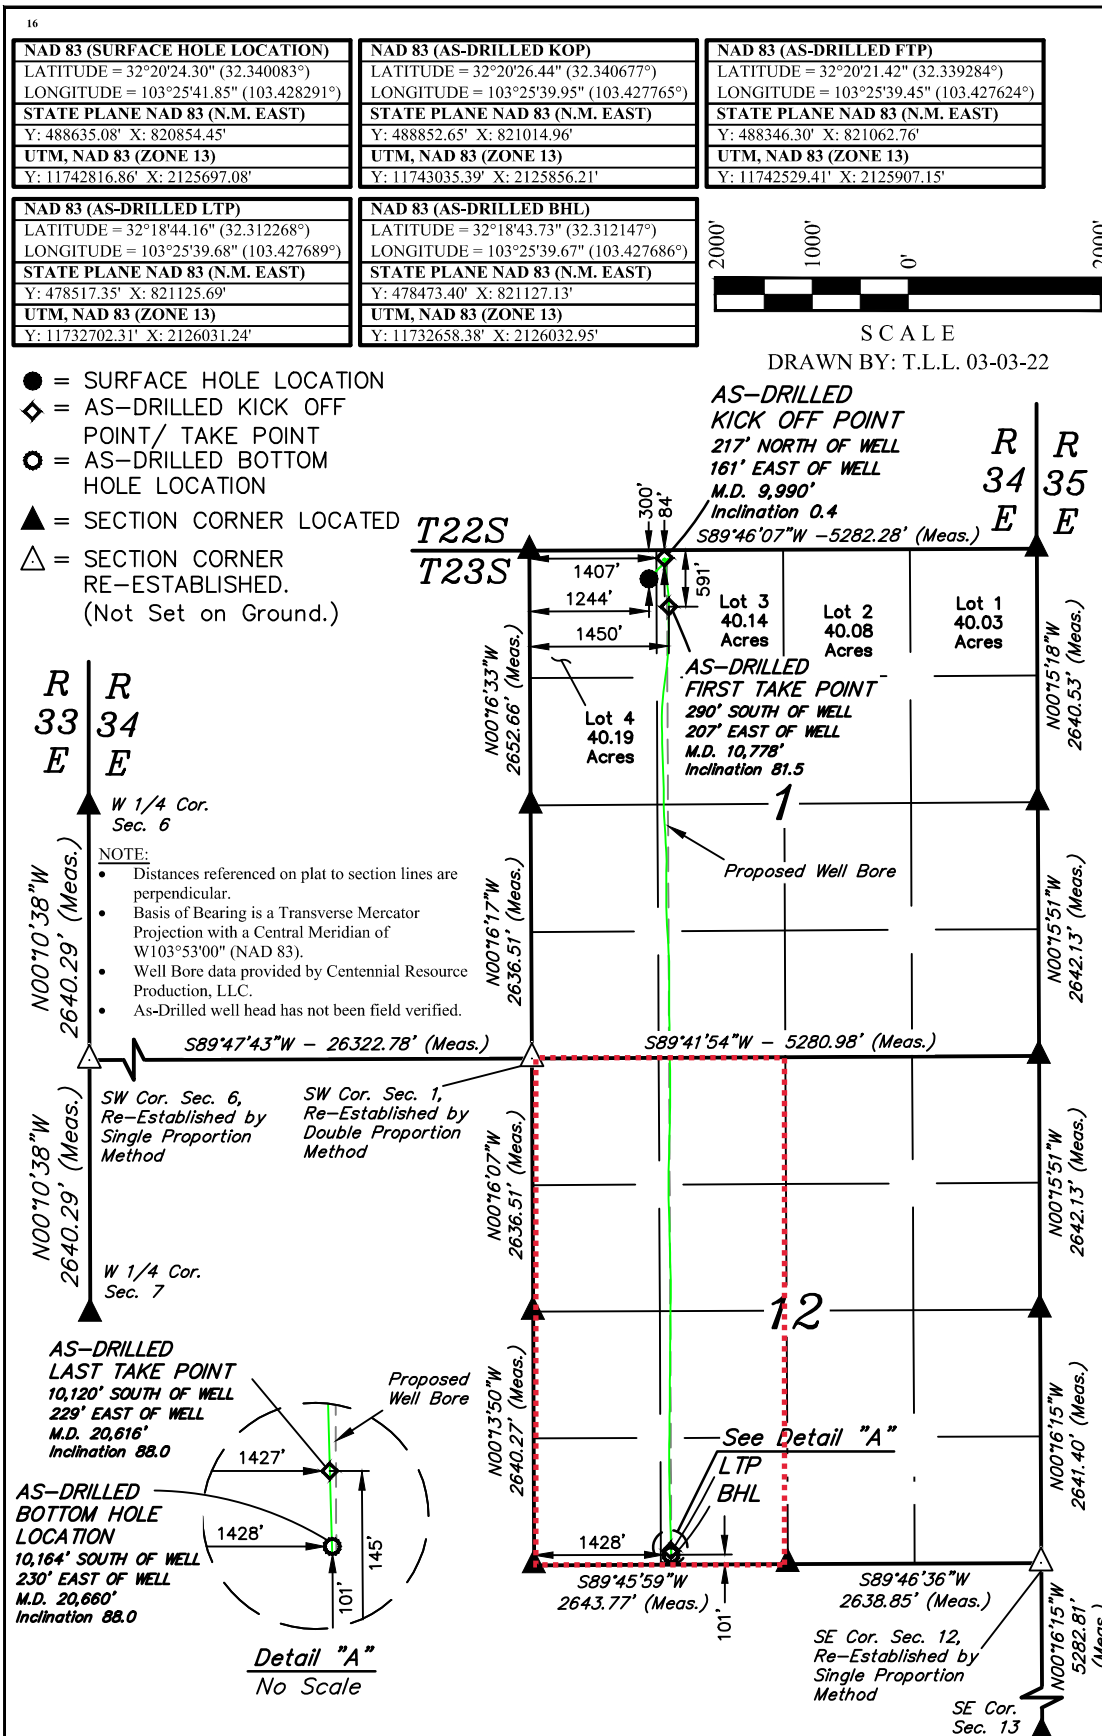 16
NAD 83 (SURFACE HOLE LOCATION)
LATITUDE = 32°20'24.30" (32.340083°)
LONGITUDE = 103°25'41.85" (103.428291°)
STATE PLANE NAD 83 (N.M. EAST)
Y: 488635.08' X: 820854.45'
UTM, NAD 83 (ZONE 13)
Y: 11742816.86' X: 2125697.08'
NAD 83 (AS-DRILLED KOP)
LATITUDE = 32°20'26.44" (32.340677°)
LONGITUDE = 103°25'39.95" (103.427765°)
STATE PLANE NAD 83 (N.M. EAST)
Y: 488852.65' X: 821014.96'
UTM, NAD 83 (ZONE 13)
Y: 11743035.39' X: 2125856.21'
NAD 83 (AS-DRILLED FTP)
LATITUDE = 32°20'21.42" (32.339284°)
LONGITUDE = 103°25'39.45" (103.427624°)
STATE PLANE NAD 83 (N.M. EAST)
Y: 488346.30' X: 821062.76'
UTM, NAD 83 (ZONE 13)
Y: 11742529.41' X: 2125907.15'
NAD 83 (AS-DRILLED LTP)
LATITUDE = 32°18'44.16" (32.312268°)
LONGITUDE = 103°25'39.68" (103.427689°)
STATE PLANE NAD 83 (N.M. EAST)
Y: 478517.35' X: 821125.69'
UTM, NAD 83 (ZONE 13)
Y: 11732702.31' X: 2126031.24'
NAD 83 (AS-DRILLED BHL)
LATITUDE = 32°18'43.73" (32.312147°)
LONGITUDE = 103°25'39.67" (103.427686°)
STATE PLANE NAD 83 (N.M. EAST)
Y: 478473.40' X: 821127.13'
UTM, NAD 83 (ZONE 13)
Y: 11732658.38' X: 2126032.95'
2000'
1000'
0'
2000'
SCALE
DRAWN BY: T.L.L. 03-03-22
= SURFACE HOLE LOCATION
= AS-DRILLED KICK OFF
POINT/ TAKE POINT
= AS-DRILLED BOTTOM
HOLE LOCATION
= SECTION CORNER LOCATED
= SECTION CORNER
RE-ESTABLISHED.
(Not Set on Ground.)
AS-DRILLED
KICK OFF POINT
217' NORTH OF WELL
161' EAST OF WELL
M.D. 9,990'
Inclination 0.4
R
34
E
R
35
E
T22S
T23S
300'
84'
S89°46'07"W -5282.28' (Meas.)
1407'
1244'
1450'
591'
Lot 3
40.14
Acres
Lot 2
40.08
Acres
Lot 1
40.03
Acres
Lot 4
40.19
Acres
AS-DRILLED
FIRST TAKE POINT
290' SOUTH OF WELL
207' EAST OF WELL
M.D. 10,778'
Inclination 81.5
N00°16'33"W
2652.66' (Meas.)
N00°15'18"W
2640.53' (Meas.)
R
33
E
R
34
E
W 1/4 Cor.
Sec. 6
1
Proposed Well Bore
NOTE:
• Distances referenced on plat to section lines are
perpendicular.
• Basis of Bearing is a Transverse Mercator
Projection with a Central Meridian of
W103°53'00" (NAD 83).
• Well Bore data provided by Centennial Resource
Production, LLC.
• As-Drilled well head has not been field verified.
N00°10'38"W
2640.29' (Meas.)
N00°16'17"W
2636.51' (Meas.)
N00°15'51"W
2642.13' (Meas.)
S89°47'43"W - 26322.78' (Meas.)
S89°41'54"W - 5280.98' (Meas.)
SW Cor. Sec. 6,
Re-Established by
Single Proportion
Method
SW Cor. Sec. 1,
Re-Established by
Double Proportion
Method
N00°10'38"W
2640.29' (Meas.)
N00°16'07"W
2636.51' (Meas.)
N00°15'51"W
2642.13' (Meas.)
W 1/4 Cor.
Sec. 7
12
AS-DRILLED
LAST TAKE POINT
10,120' SOUTH OF WELL
229' EAST OF WELL
M.D. 20,616'
Inclination 88.0
Proposed
Well Bore
1427'
AS-DRILLED
BOTTOM HOLE
LOCATION
10,164' SOUTH OF WELL
230' EAST OF WELL
M.D. 20,660'
Inclination 88.0
1428'
145'
101'
Detail "A"
No Scale
N00°13'50"W
2640.27' (Meas.)
N00°16'15"W
2641.40' (Meas.)
See Detail "A"
LTP
BHL
1428'
S89°45'59"W
2643.77' (Meas.)
101'
S89°46'36"W
2638.85' (Meas.)
SE Cor. Sec. 12,
Re-Established by
Single Proportion
Method
N00°16'15"W
5282.81'
(Meas.)
SE Cor.
Sec. 13